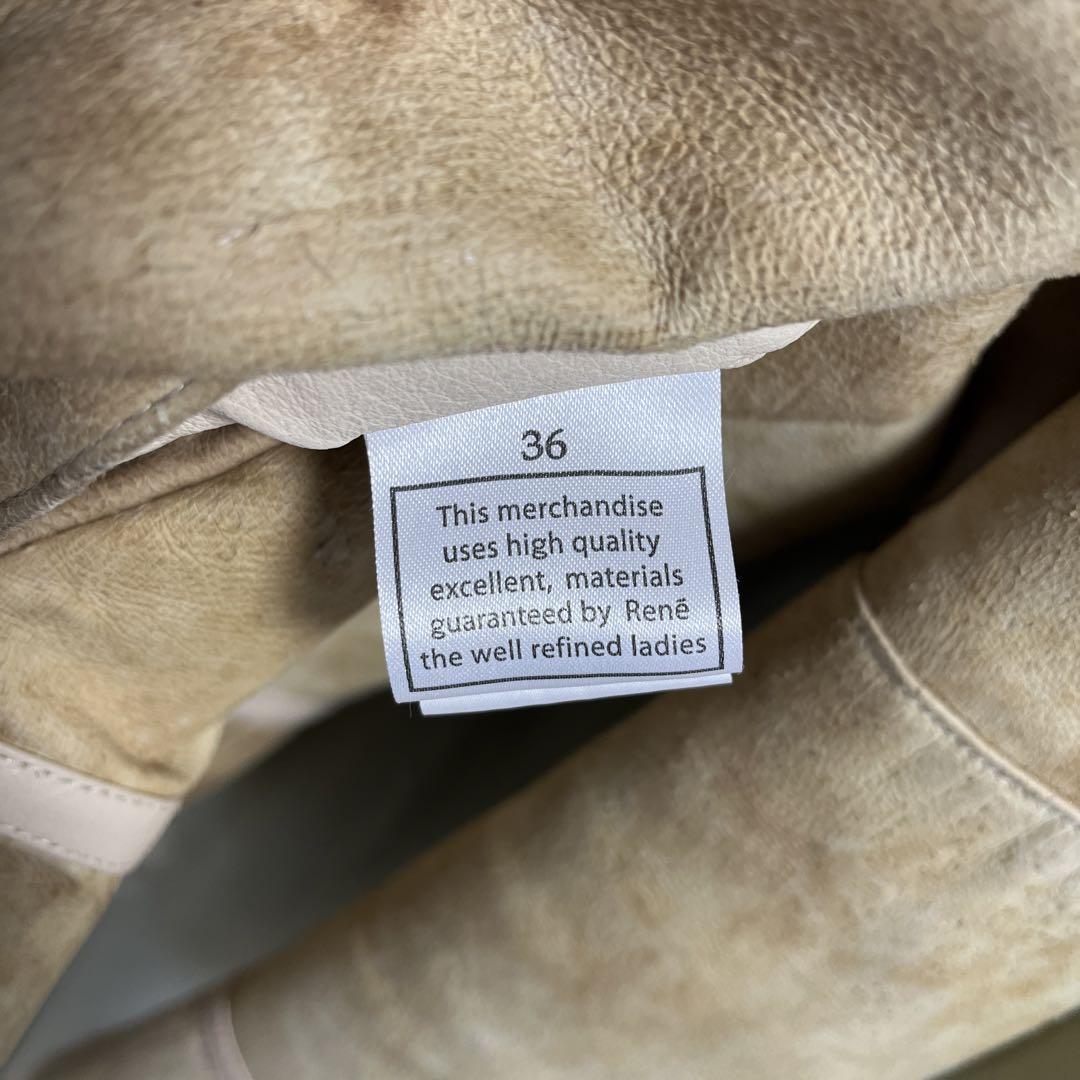 36
This merchandise
uses high quality
excellent, materials
guaranteed by René
the well refined ladies